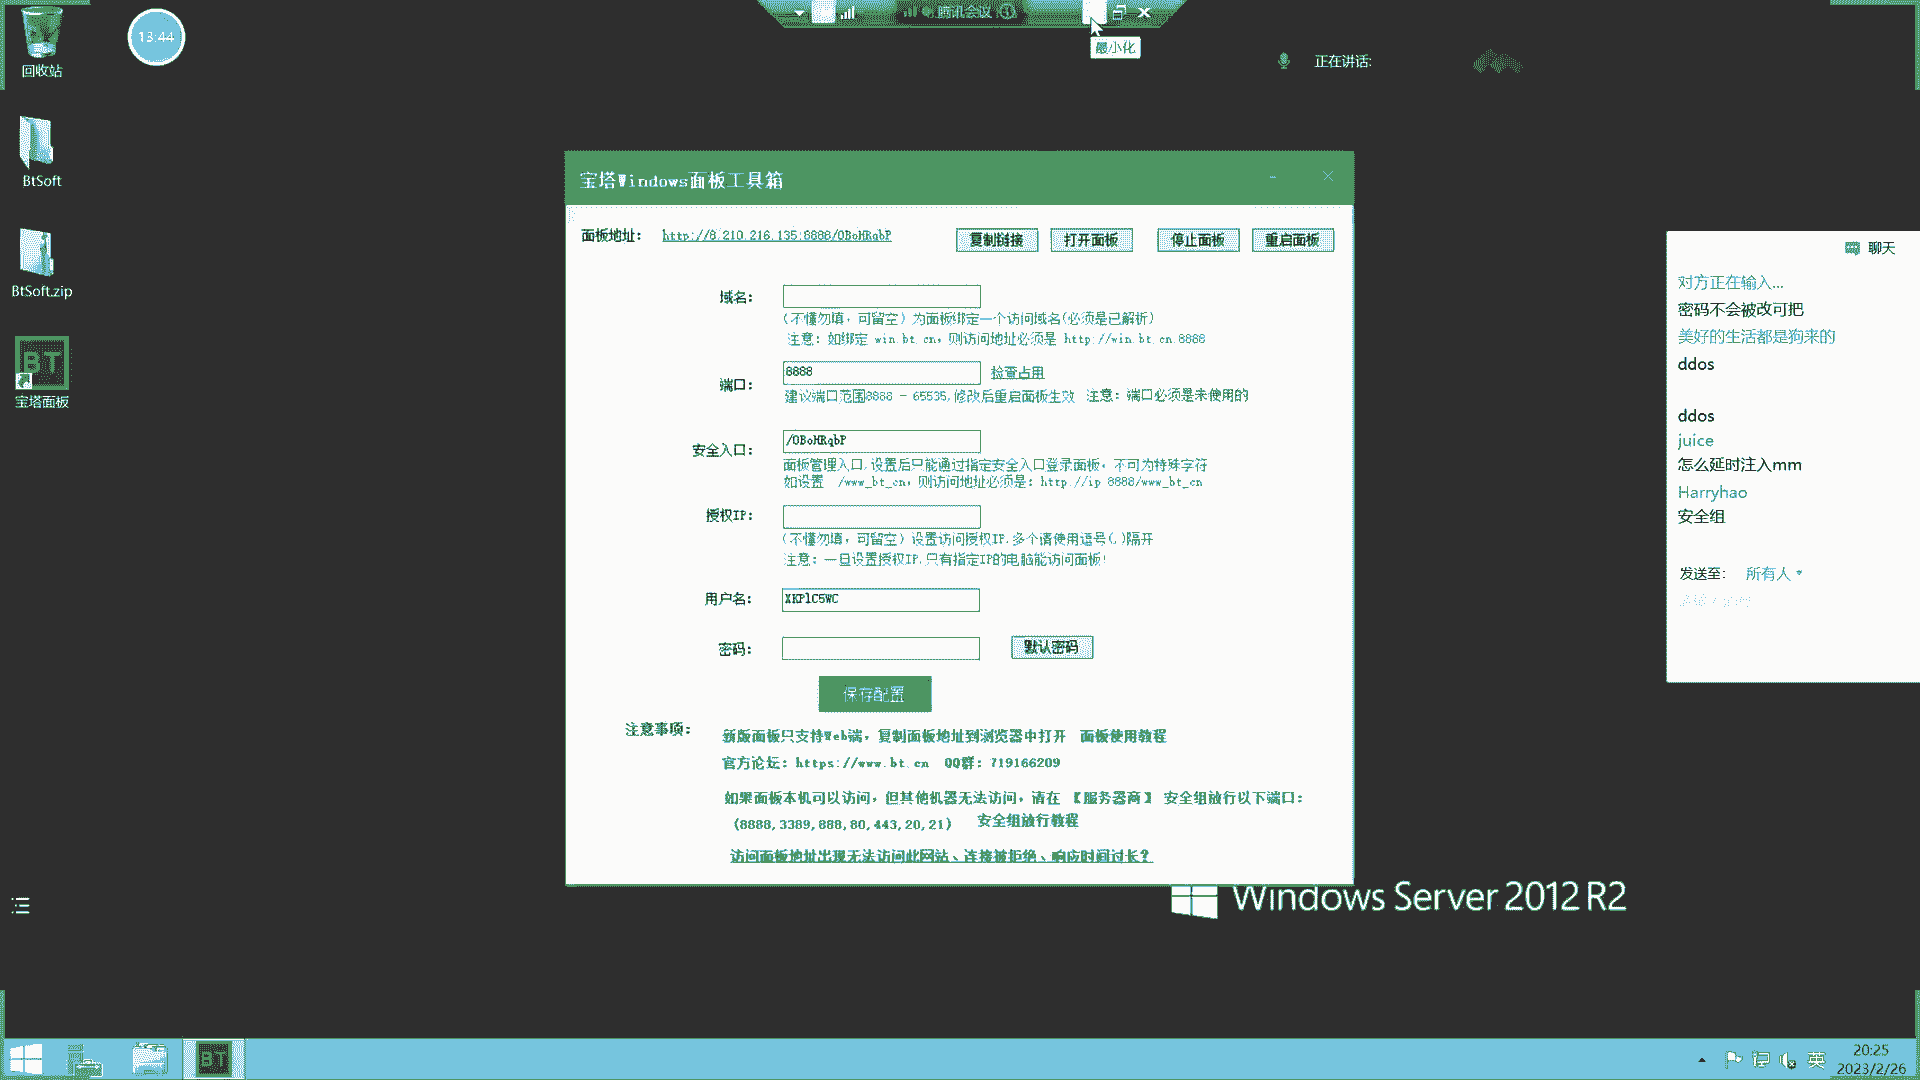 回收站
13:44
腾讯会议
最小化
正在讲话:
BtSoft
BtSoft.zip
BT
宝塔面板
宝塔Windows面板工具箱
面板地址： http://8.210.216.135:8888/OBoHRqbP 复制链接 打开面板 停止面板 重启面板
域名：
(不懂勿填，可留空) 为面板绑定一个访问域名(必须是已解析)
注意：如绑定 win.bt.cn，则访问地址必须是 http://win.bt.cn:8888
端口： 8888 检查占用
建议端口范围8888 - 65535,修改后重启面板生效 注意：端口必须是未使用的
安全入口： /OBoHRqbP
面板管理入口,设置后只能通过指定安全入口登录面板，不可为特殊字符
如设置 /www_bt_cn，则访问地址必须是：http://ip:8888/www_bt_cn
授权IP：
(不懂勿填，可留空) 设置访问授权IP,多个请使用逗号(,)隔开
注意：一旦设置授权IP,只有指定IP的电脑能访问面板!
用户名： XKPlC5WC
密码： 默认密码
保存配置
注意事项： 新版面板只支持Web端，复制面板地址到浏览器中打开 面板使用教程
官方论坛：https://www.bt.cn QQ群：719166209
如果面板本机可以访问，但其他机器无法访问，请在 【服务器商】 安全组放行以下端口：
(8888,3389,888,80,443,20,21) 安全组放行教程
访问面板地址出现无法访问此网站、连接被拒绝、响应时间过长?
聊天
对方正在输入...
密码不会被改可把
美好的生活都是狗来的
ddos
ddos
juice
怎么延时注入mm
Harryhao
安全组
发送至： 所有人
Windows Server 2012 R2
BT
英
20:25
2023/2/26